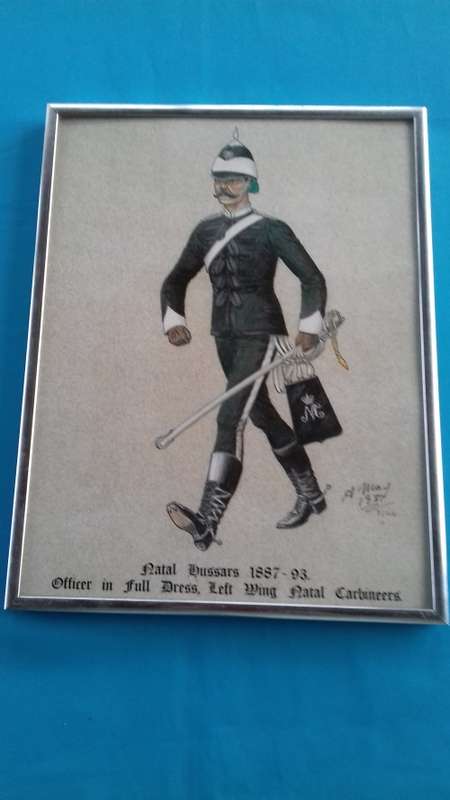 Natal Hussars 1887-93.
Officer in Full Dress, Left Wing Natal Carbineers.